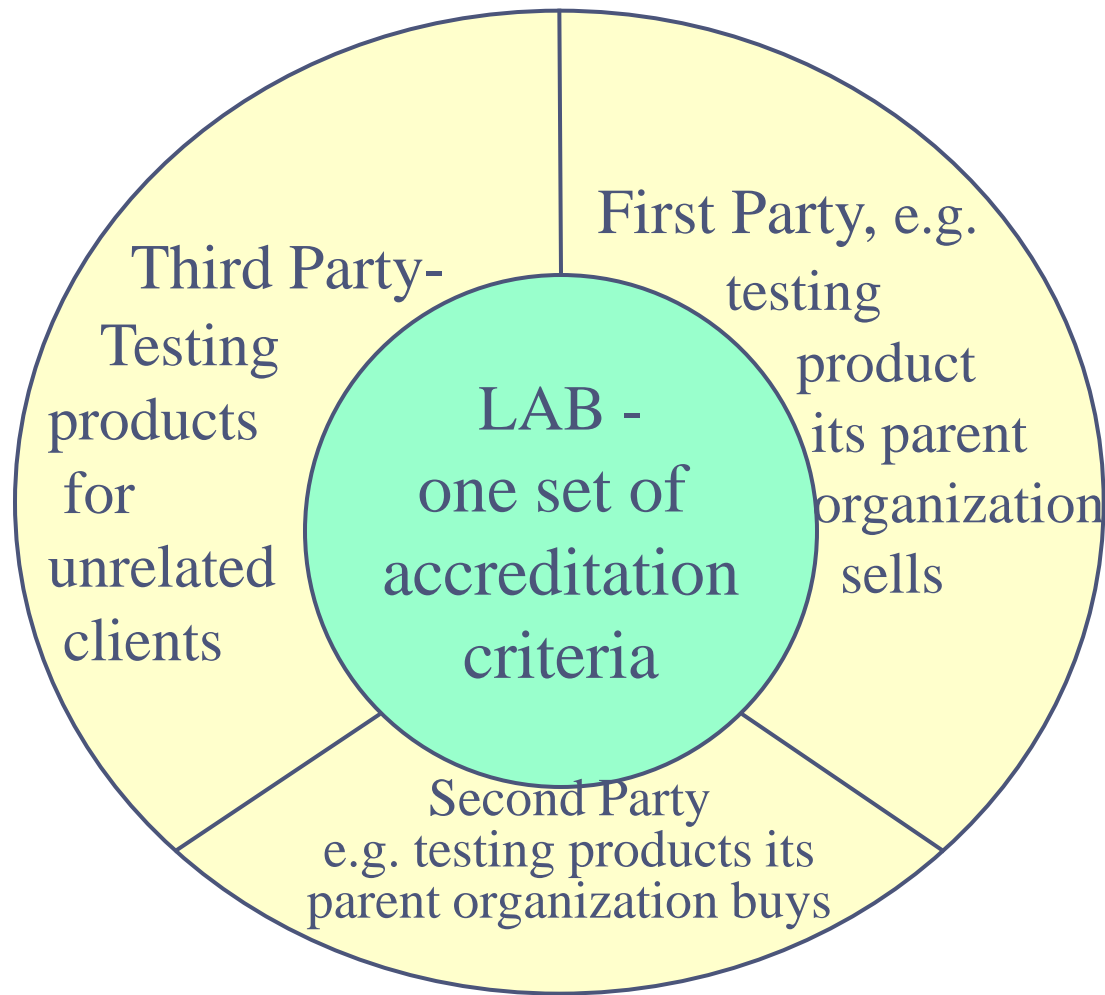 First Party, e.g.
testing
product
its parent
organization
sells
Second Party
e.g. testing products its
parent organization buys
Third Party-
Testing
products
for
unrelated
clients
LAB -
one set of
accreditation
criteria